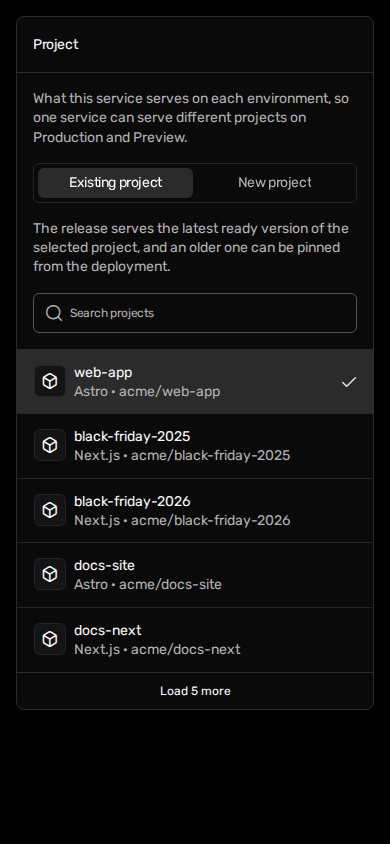 Project
What this service serves on each environment, so
one service can serve different projects on
Production and Preview.
Existing project
New project
The release serves the latest ready version of the
selected project, and an older one can be pinned
from the deployment.
Search projects
web-app
Astro • acme/web-app
black-friday-2025
Next.js • acme/black-friday-2025
black-friday-2026
Next.js • acme/black-friday-2026
docs-site
Astro • acme/docs-site
docs-next
Next.js • acme/docs-next
Load 5 more